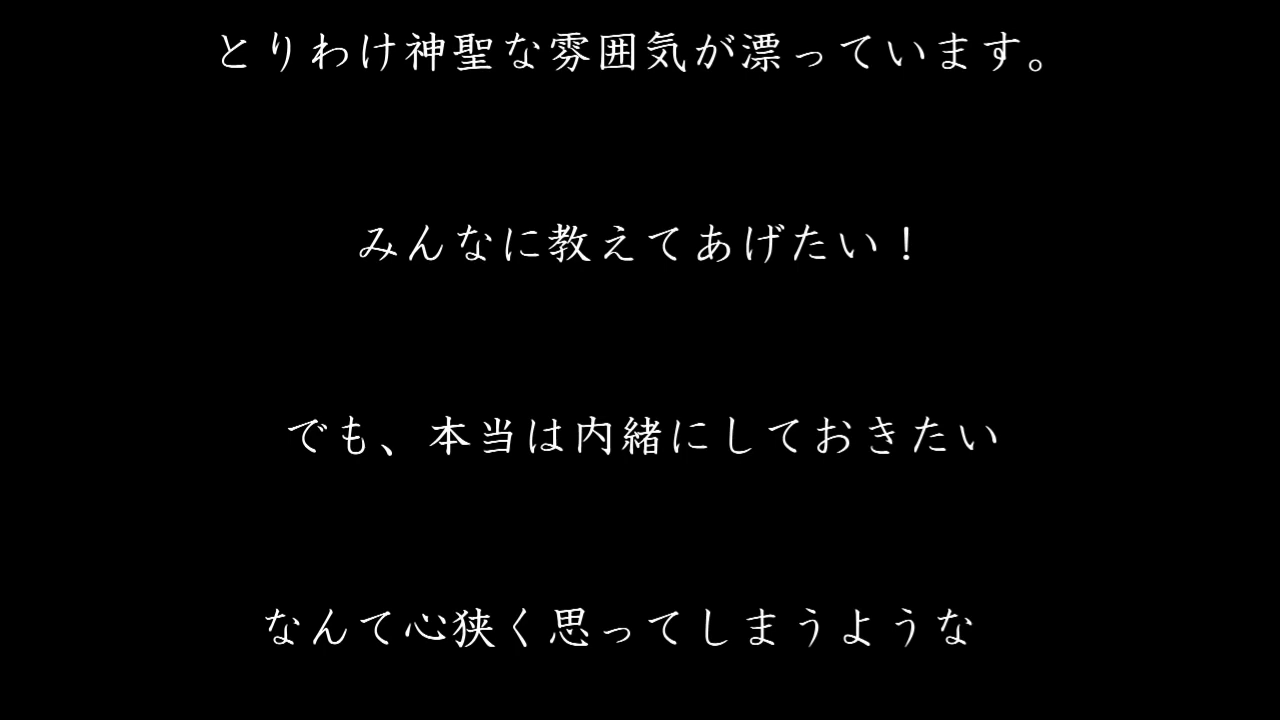 とりわけ神聖な雰囲気が漂っています。
みんなに教えてあげたい！
でも、本当は内緒にしておきたい
なんて心狭く思ってしまうような